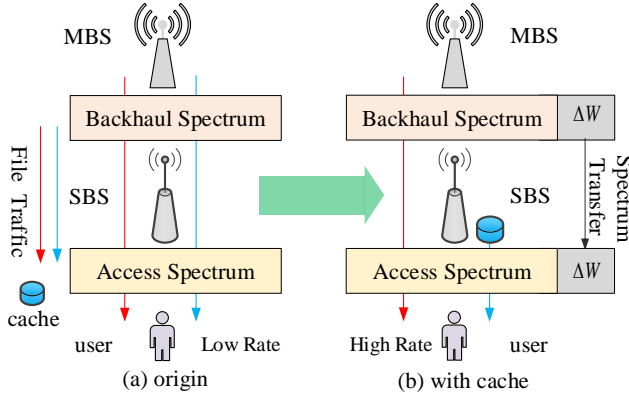 MBS
Backhaul Spectrum
File Traffic
SBS
Access Spectrum
cache
user
Low Rate
(a) origin
MBS
Backhaul Spectrum
ΔW
SBS
Spectrum
Transfer
Access Spectrum
ΔW
High Rate
user
(b) with cache